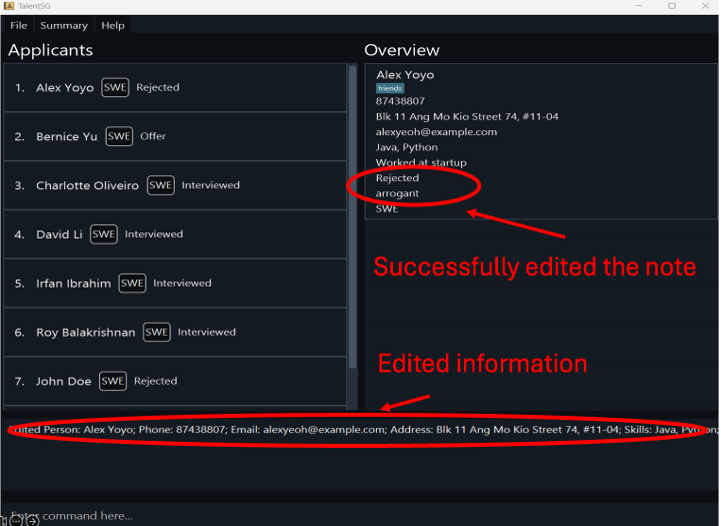 TalentSG
File Summary Help
Applicants
1. Alex Yoyo SWE Rejected
2. Bernice Yu SWE Offer
3. Charlotte Oliveiro SWE Interviewed
4. David Li SWE Interviewed
5. Irfan Ibrahim SWE Interviewed
6. Roy Balakrishnan SWE Interviewed
7. John Doe SWE Rejected
Overview
Alex Yoyo
friends
87438807
Blk 11 Ang Mo Kio Street 74, #11-04
alexyeoh@example.com
Java, Python
Worked at startup
Rejected
arrogant
SWE
Successfully edited the note
Edited information
Edited Person: Alex Yoyo; Phone: 87438807; Email: alexyeoh@example.com; Address: Blk 11 Ang Mo Kio Street 74, #11-04; Skills: Java, Python;
Enter command here...